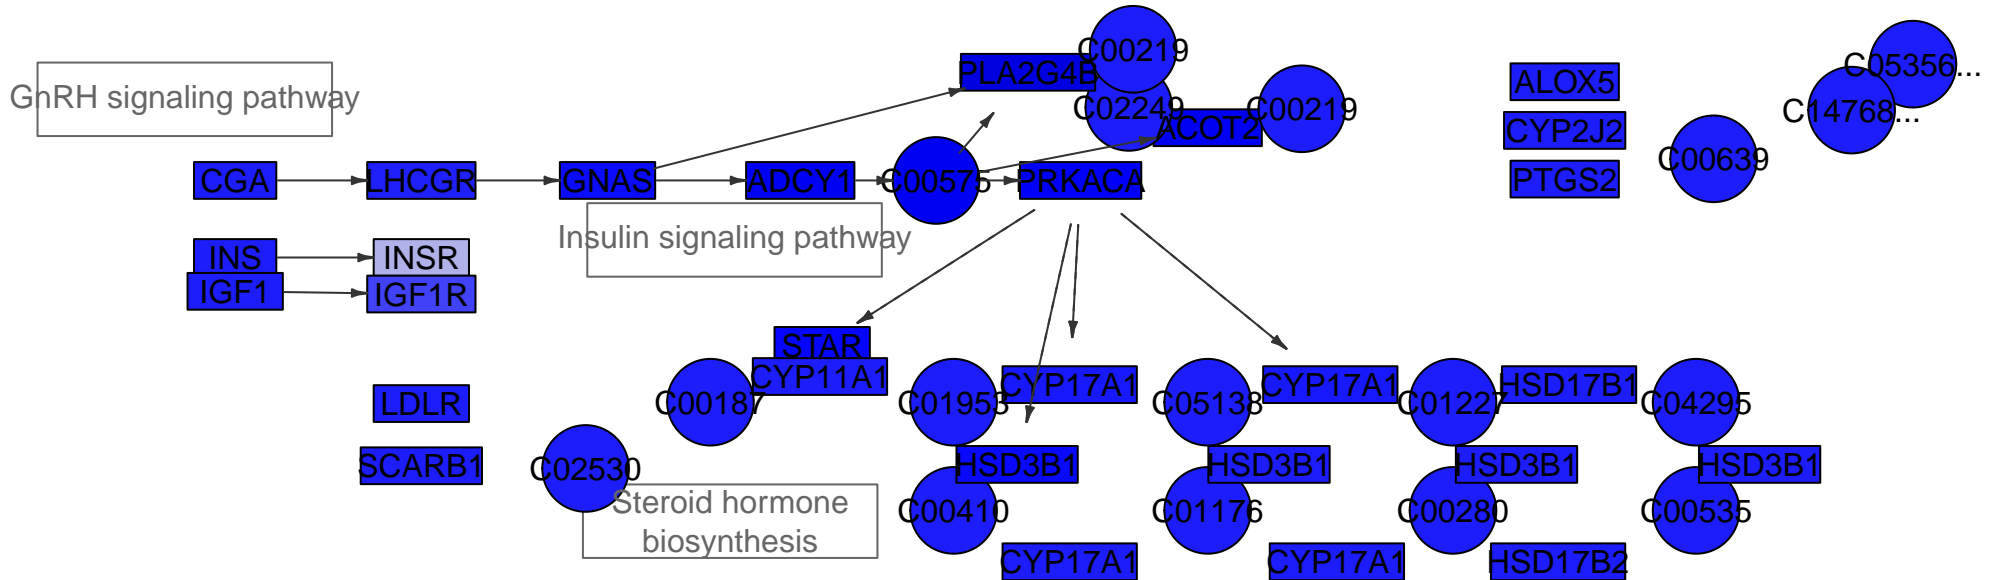 GnRH signaling pathway
PLA2G4B
C00219
C02249
ACOT2
C00219
ALOX5
CYP2J2
PTGS2
C00639
C05356...
C14768...
CGA
LHCGR
GNAS
ADCY1
C00575
PRKACA
Insulin signaling pathway
INS
INSR
IGF1
IGF1R
STAR
CYP11A1
C00187
C01953
CYP17A1
C05138
CYP17A1
C01227
HSD17B1
C04295
LDLR
SCARB1
C02530
HSD3B1
HSD3B1
HSD3B1
HSD3B1
Steroid hormone
biosynthesis
C00410
C01176
C00280
C00535
CYP17A1
CYP17A1
HSD17B2